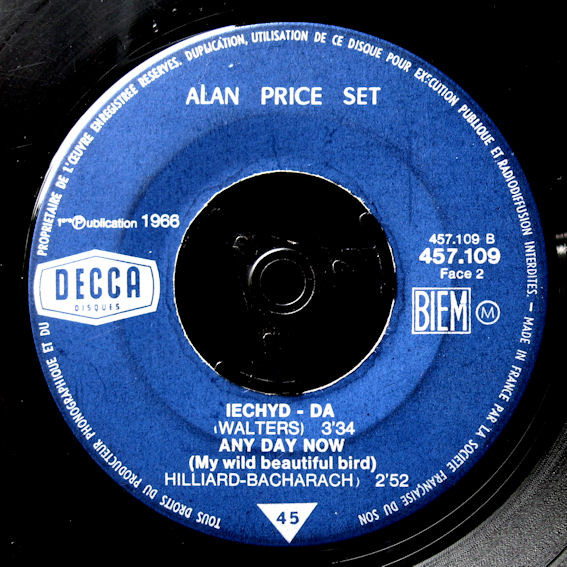 TOUS DROITS DU PRODUCTEUR PHONOGRAPHIQUE ET DU PROPRIETAIRE DE L'ŒUVRE ENREGISTREE RESERVES. DUPLICATION, UTILISATION DE CE DISQUE POUR EXECUTION PUBLIQUE ET RADIODIFFUSION INTERDITES. - MADE IN FRANCE PAR LA SOCIÉTÉ FRANÇAISE DU SON
ALAN PRICE SET
1ère Ⓟublication 1966
DECCA
DISQUES
457.109 B
457.109
Face 2
BIEM Ⓜ
IECHYD - DA
(WALTERS) 3'34
ANY DAY NOW
(My wild beautiful bird)
HILLIARD-BACHARACH) 2'52
45